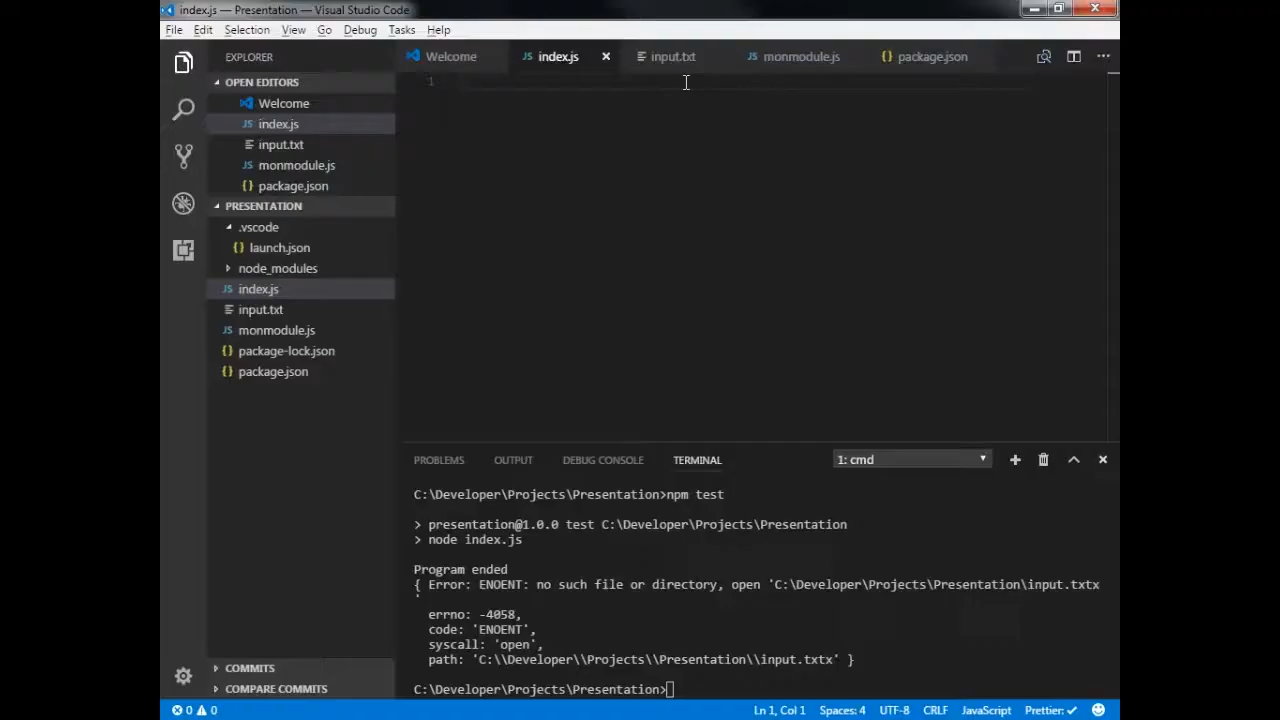 index.js — Presentation — Visual Studio Code
File Edit Selection View Go Debug Tasks Help
EXPLORER
OPEN EDITORS
Welcome
JS index.js
input.txt
JS monmodule.js
{} package.json
PRESENTATION
.vscode
{} launch.json
node_modules
JS index.js
input.txt
JS monmodule.js
{} package-lock.json
{} package.json
COMMITS
COMPARE COMMITS
Welcome JS index.js input.txt JS monmodule.js {} package.json
1
PROBLEMS OUTPUT DEBUG CONSOLE TERMINAL 1: cmd
C:\Developer\Projects\Presentation>npm test
> presentation@1.0.0 test C:\Developer\Projects\Presentation
> node index.js
Program ended
{ Error: ENOENT: no such file or directory, open 'C:\Developer\Projects\Presentation\input.txtx
'
errno: -4058,
code: 'ENOENT',
syscall: 'open',
path: 'C:\\Developer\\Projects\\Presentation\\input.txtx' }
C:\Developer\Projects\Presentation>
0 0 Ln 1, Col 1 Spaces: 4 UTF-8 CRLF JavaScript Prettier: ✓